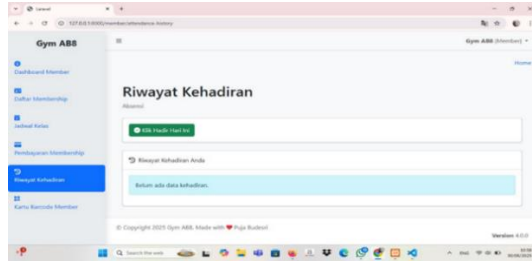 Laravel
127.0.0.1:8000/member/attendance-history
Gym AB8
Gym AB8 (Member)
Home
Dashboard Member
Daftar Membership
Jadwal Kelas
Pembayaran Membership
Riwayat Kehadiran
Kartu Barcode Member
Riwayat Kehadiran
Absensi
Klik Hadir Hari Ini
Riwayat Kehadiran Anda
Belum ada data kehadiran.
© Copyright 2025 Gym AB8. Made with ❤ Puja Rudesil
Version 4.0.0
Search the web
ENG